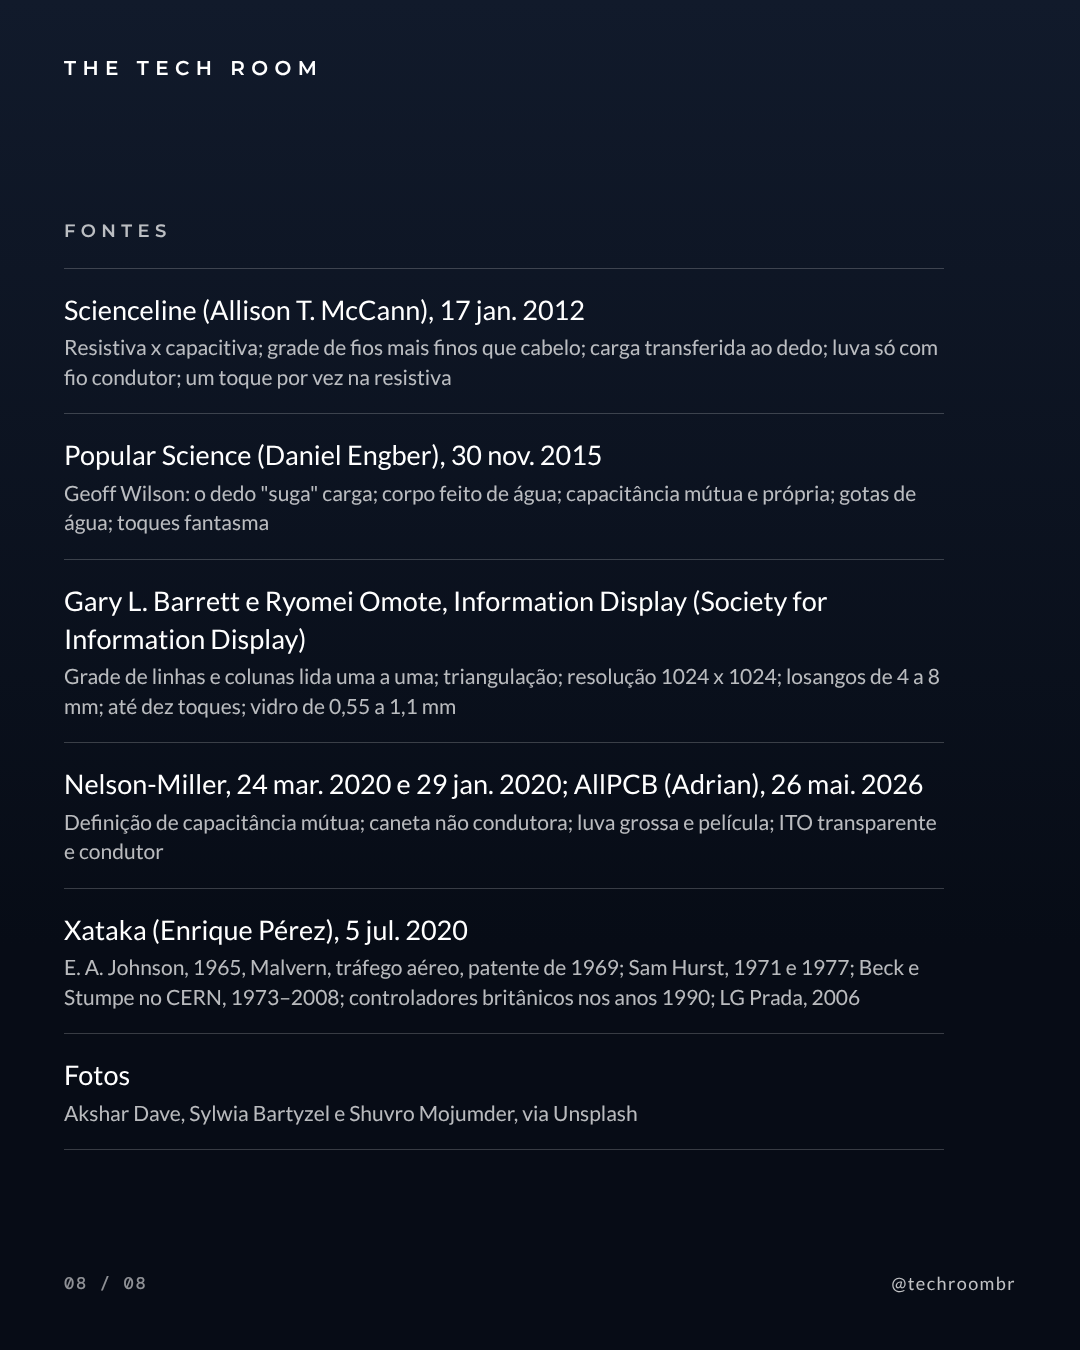 THE TECH ROOM
FONTES
Scienceline (Allison T. McCann), 17 jan. 2012
Resistiva x capacitiva; grade de fios mais finos que cabelo; carga transferida ao dedo; luva só com
fio condutor; um toque por vez na resistiva
Popular Science (Daniel Engber), 30 nov. 2015
Geoff Wilson: o dedo "suga" carga; corpo feito de água; capacitância mútua e própria; gotas de
água; toques fantasma
Gary L. Barrett e Ryomei Omote, Information Display (Society for
Information Display)
Grade de linhas e colunas lida uma a uma; triangulação; resolução 1024 x 1024; losangos de 4 a 8
mm; até dez toques; vidro de 0,55 a 1,1 mm
Nelson-Miller, 24 mar. 2020 e 29 jan. 2020; AllPCB (Adrian), 26 mai. 2026
Definição de capacitância mútua; caneta não condutora; luva grossa e película; ITO transparente
e condutor
Xataka (Enrique Pérez), 5 jul. 2020
E. A. Johnson, 1965, Malvern, tráfego aéreo, patente de 1969; Sam Hurst, 1971 e 1977; Beck e
Stumpe no CERN, 1973–2008; controladores britânicos nos anos 1990; LG Prada, 2006
Fotos
Akshar Dave, Sylwia Bartyzel e Shuvro Mojumder, via Unsplash
08 / 08
@techroombr